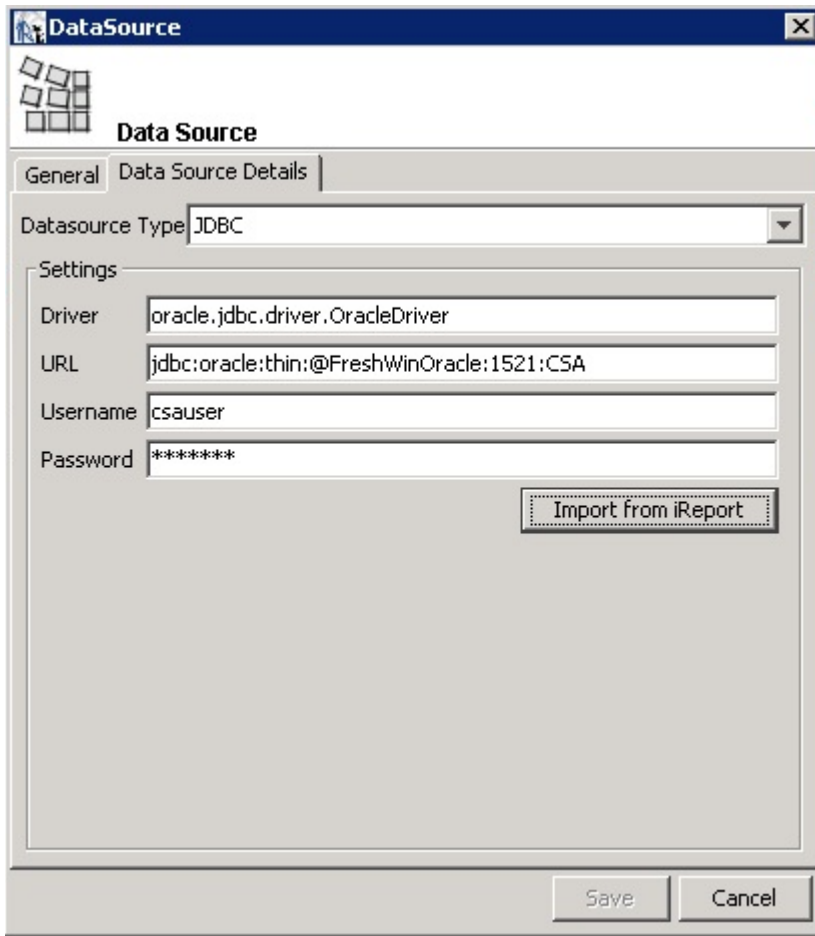 DataSource
Data Source
General Data Source Details
Datasource Type JDBC
Settings
Driver oracle.jdbc.driver.OracleDriver
URL jdbc:oracle:thin:@FreshWinOracle:1521:CSA
Username csauser
Password *******
Import from iReport
Save Cancel